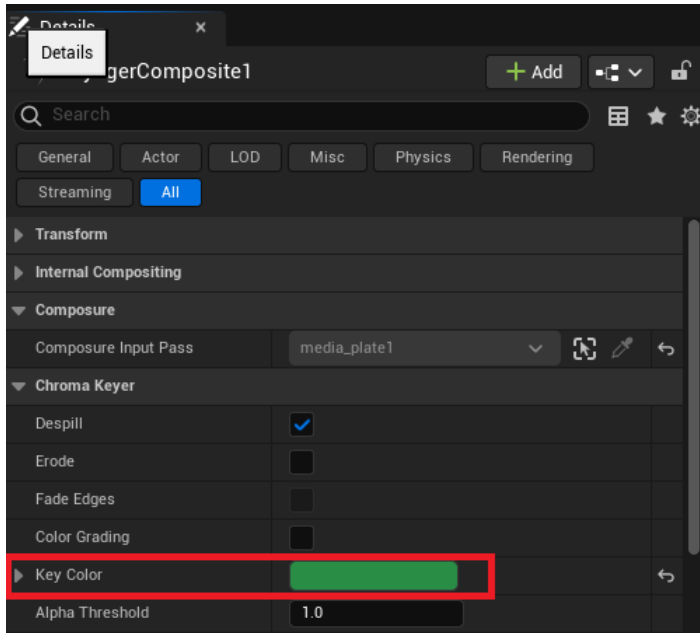 Details
Details
gerComposite1
Add
Search
General Actor LOD Misc Physics Rendering
Streaming All
Transform
Internal Compositing
Composure
Composure Input Pass media_plate1
Chroma Keyer
Despill
Erode
Fade Edges
Color Grading
Key Color
Alpha Threshold 1.0